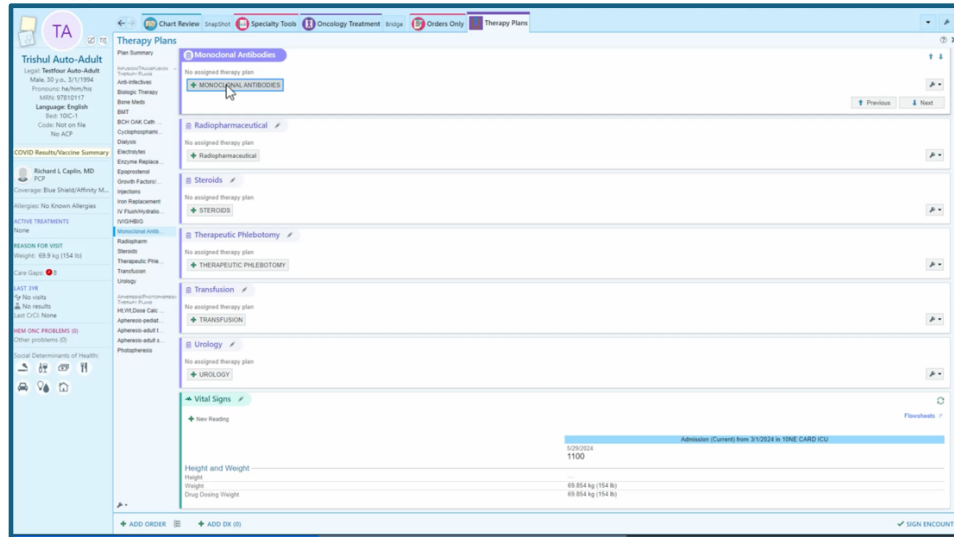 TA
Trishul Auto-Adult
Legal: Testfour Auto-Adult
Male, 30 y.o., 3/1/1994
Pronouns: he/him/his
MRN: 97810117
Language: English
Bed: 10IC-1
Code: Not on file
No ACP
COVID Results/Vaccine Summary
Richard L Caplin, MD
PCP
Coverage: Blue Shield/Affinity M...
Allergies: No Known Allergies
ACTIVE TREATMENTS
None
REASON FOR VISIT
Weight: 69.9 kg (154 lb)
Care Gaps: 8
LAST 3YR
No visits
No results
Last CrCl: None
HEM ONC PROBLEMS (0)
Other problems (0)
Social Determinants of Health:
Chart Review SnapShot Specialty Tools Oncology Treatment Bridge Orders Only Therapy Plans
Therapy Plans
Plan Summary
Infusion/Transfusion
Therapy Plans
Anti-infectives
Biologic Therapy
Bone Meds
BMT
BCH OAK Cath ...
Cyclophosphami...
Dialysis
Electrolytes
Enzyme Replace...
Epoprostenol
Growth Factors/...
Injections
Iron Replacement
IV Fluid/Hydratio...
IVIG/HBIG
Monoclonal Antib...
Radiopharm
Steroids
Therapeutic Phle...
Transfusion
Urology
Apheresis/Photopheresis
Therapy Plans
Ht,Wt,Dose Calc ...
Apheresis-pediat...
Apheresis-adult t...
Apheresis-adult s...
Photopheresis
Monoclonal Antibodies
No assigned therapy plan
MONOCLONAL ANTIBODIES
Previous Next
Radiopharmaceutical
No assigned therapy plan
Radiopharmaceutical
Steroids
No assigned therapy plan
STEROIDS
Therapeutic Phlebotomy
No assigned therapy plan
THERAPEUTIC PHLEBOTOMY
Transfusion
No assigned therapy plan
TRANSFUSION
Urology
No assigned therapy plan
UROLOGY
Vital Signs
New Reading
Flowsheets
Admission (Current) from 3/1/2024 in 10NE CARD ICU
5/29/2024
1100
Height and Weight
Height
Weight 69.854 kg (154 lb)
Drug Dosing Weight 69.854 kg (154 lb)
ADD ORDER ADD DX (0) SIGN ENCOUNT